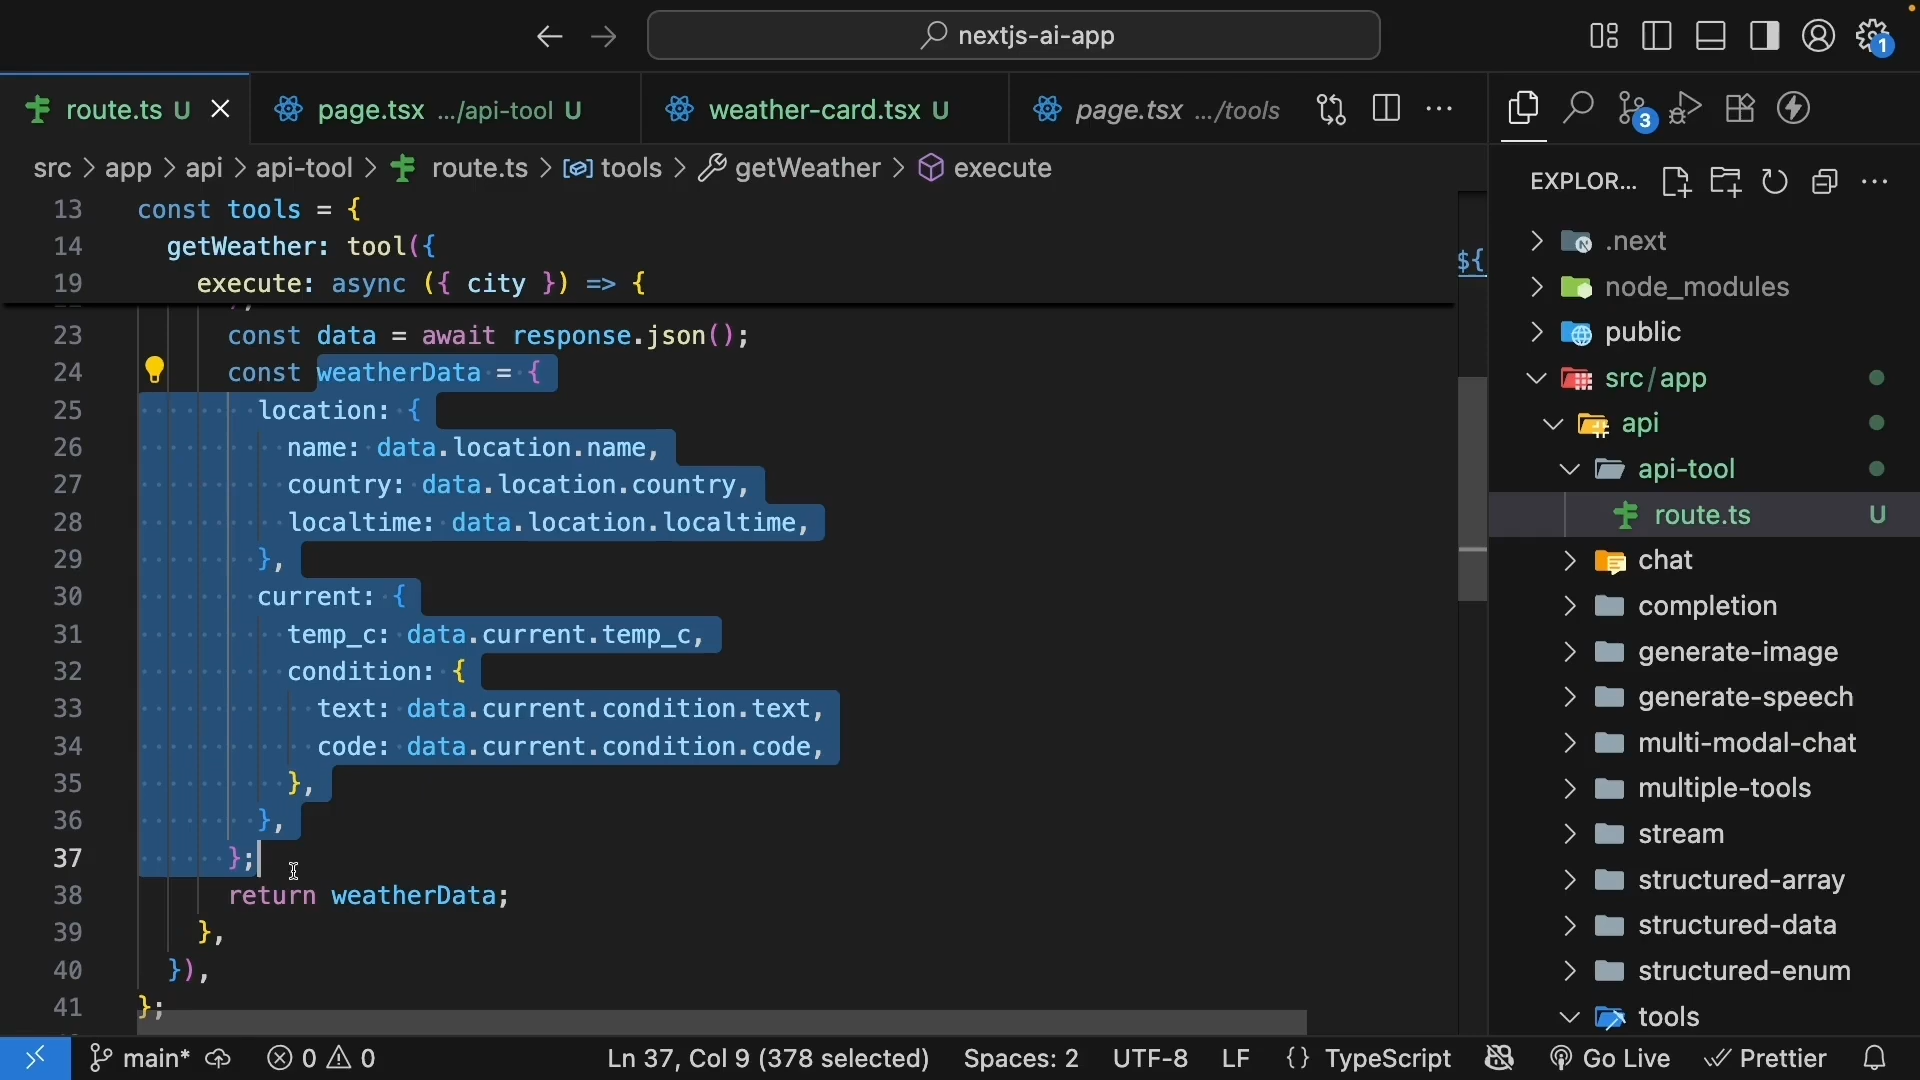 nextjs-ai-app
1
route.ts U
page.tsx .../api-tool U
weather-card.tsx U
page.tsx .../tools
3
src > app > api > api-tool > route.ts > tools > getWeather > execute
EXPLOR...
13 const tools = {
14 getWeather: tool({
19 execute: async ({ city }) => {
${
23 const data = await response.json();
24 const weatherData = {
25 location: {
26 name: data.location.name,
27 country: data.location.country,
28 localtime: data.location.localtime,
29 },
30 current: {
31 temp_c: data.current.temp_c,
32 condition: {
33 text: data.current.condition.text,
34 code: data.current.condition.code,
35 },
36 },
37 };
38 return weatherData;
39 },
40 }),
41 };
.next
node_modules
public
src/app
api
api-tool
route.ts U
chat
completion
generate-image
generate-speech
multi-modal-chat
multiple-tools
stream
structured-array
structured-data
structured-enum
tools
main* 0 0 Ln 37, Col 9 (378 selected) Spaces: 2 UTF-8 LF {} TypeScript Go Live Prettier